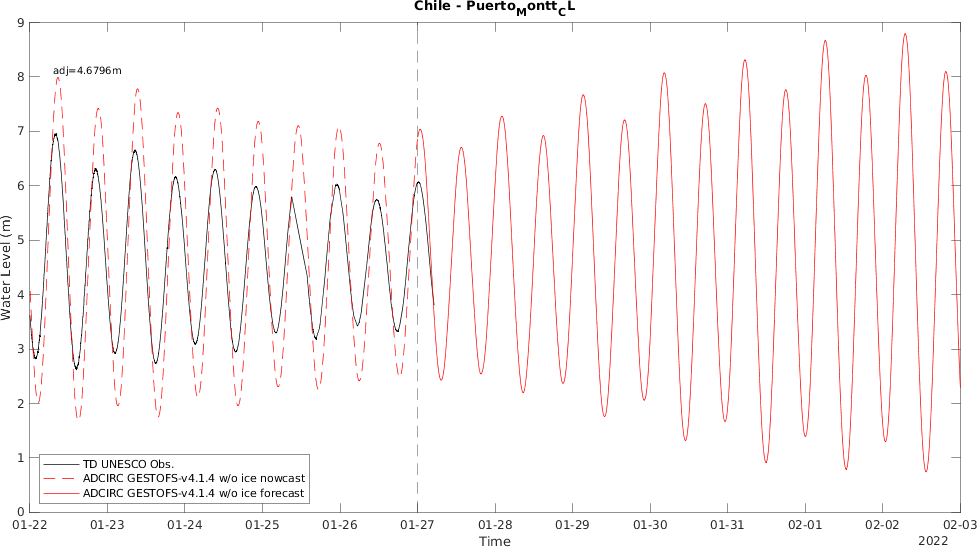 Chile - Puerto_Montt_CL
9
8
7
6
5
4
3
2
1
0
Water Level (m)
adj=4.6796m
TD UNESCO Obs.
ADCIRC GESTOFS-v4.1.4 w/o ice nowcast
ADCIRC GESTOFS-v4.1.4 w/o ice forecast
01-22 01-23 01-24 01-25 01-26 01-27 01-28 01-29 01-30 01-31 02-01 02-02 02-03
Time
2022